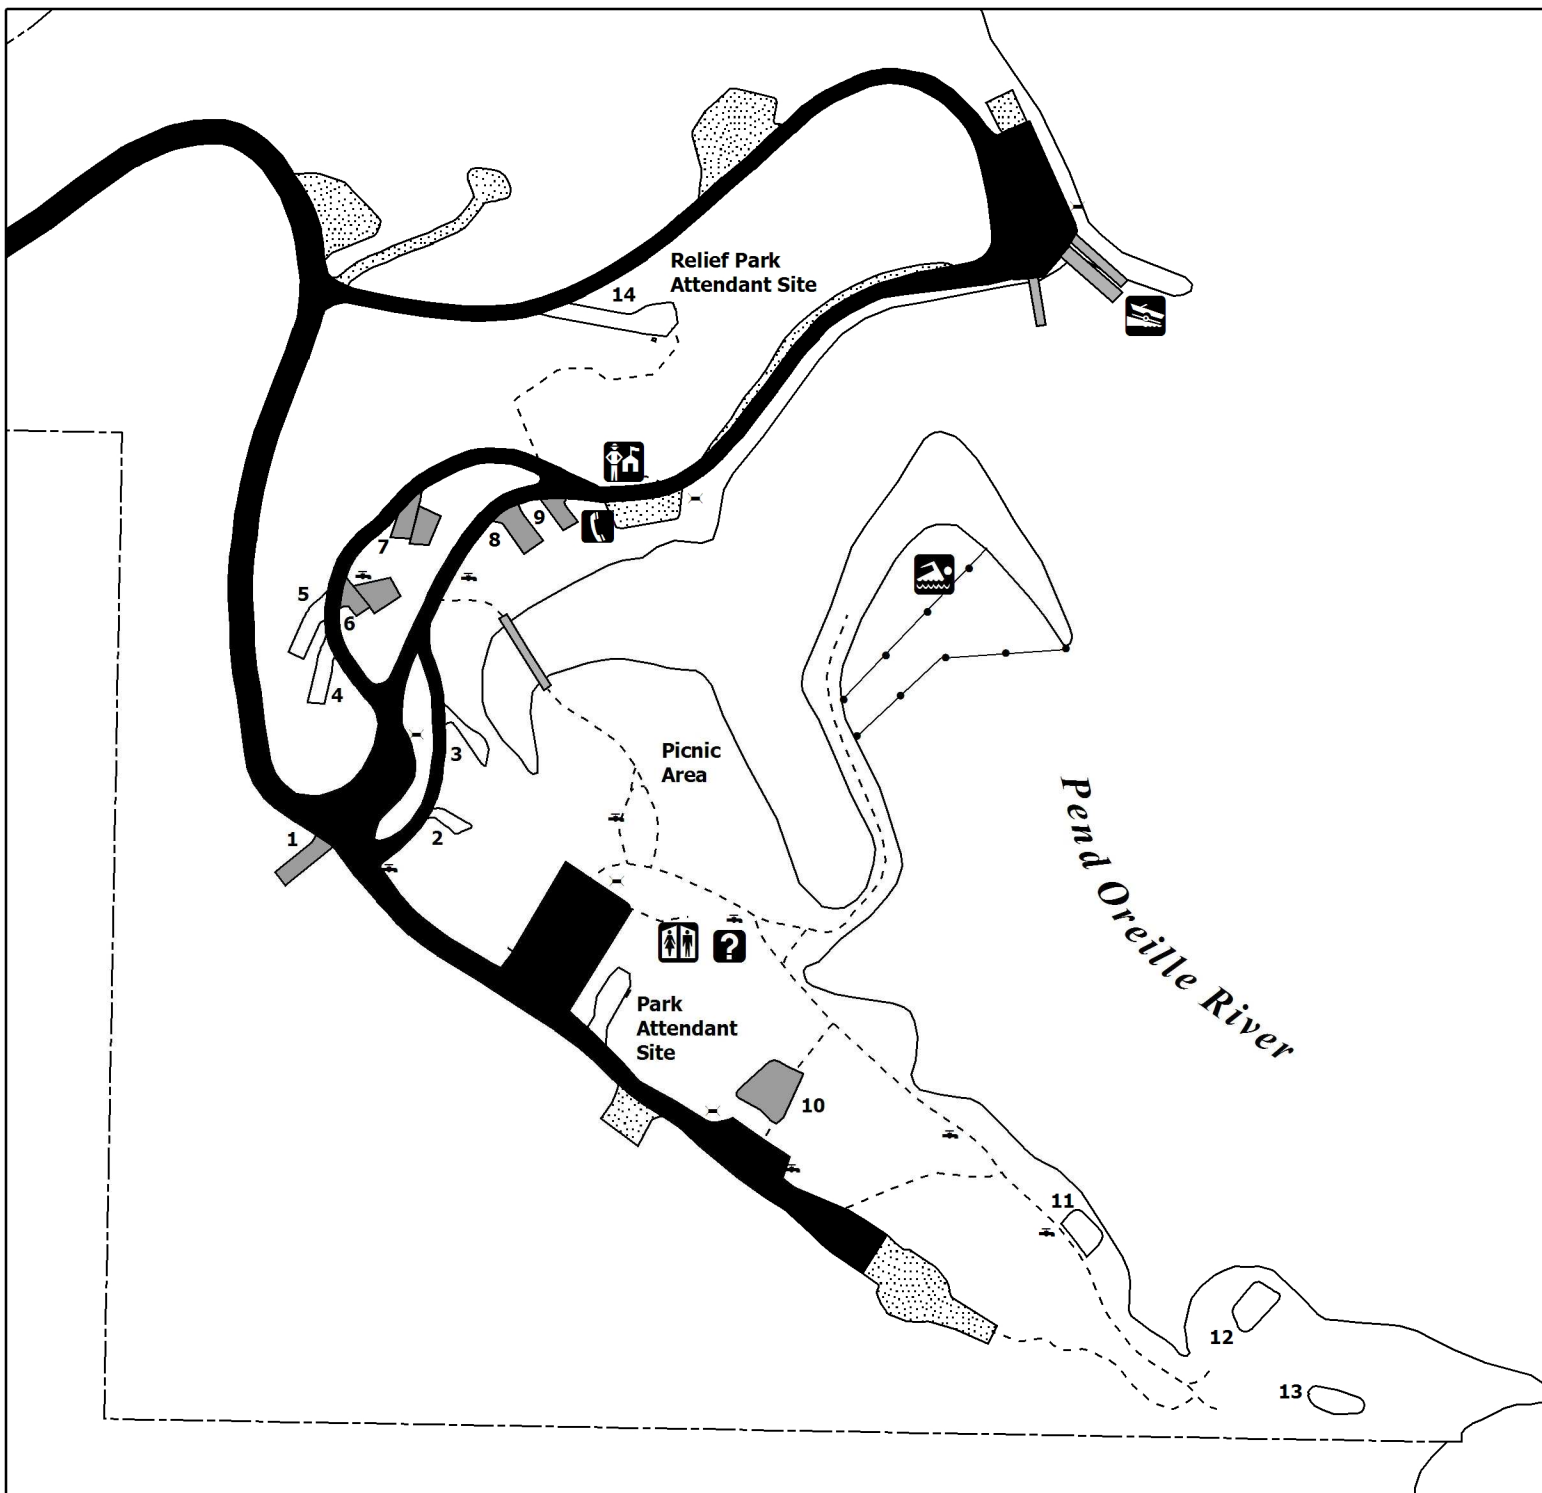 Relief Park
Attendant Site
14
9
8
7
5
6
4
3
Picnic
Area
1
2
?
Park
Attendant
Site
10
11
12
13
Pend Oreille River